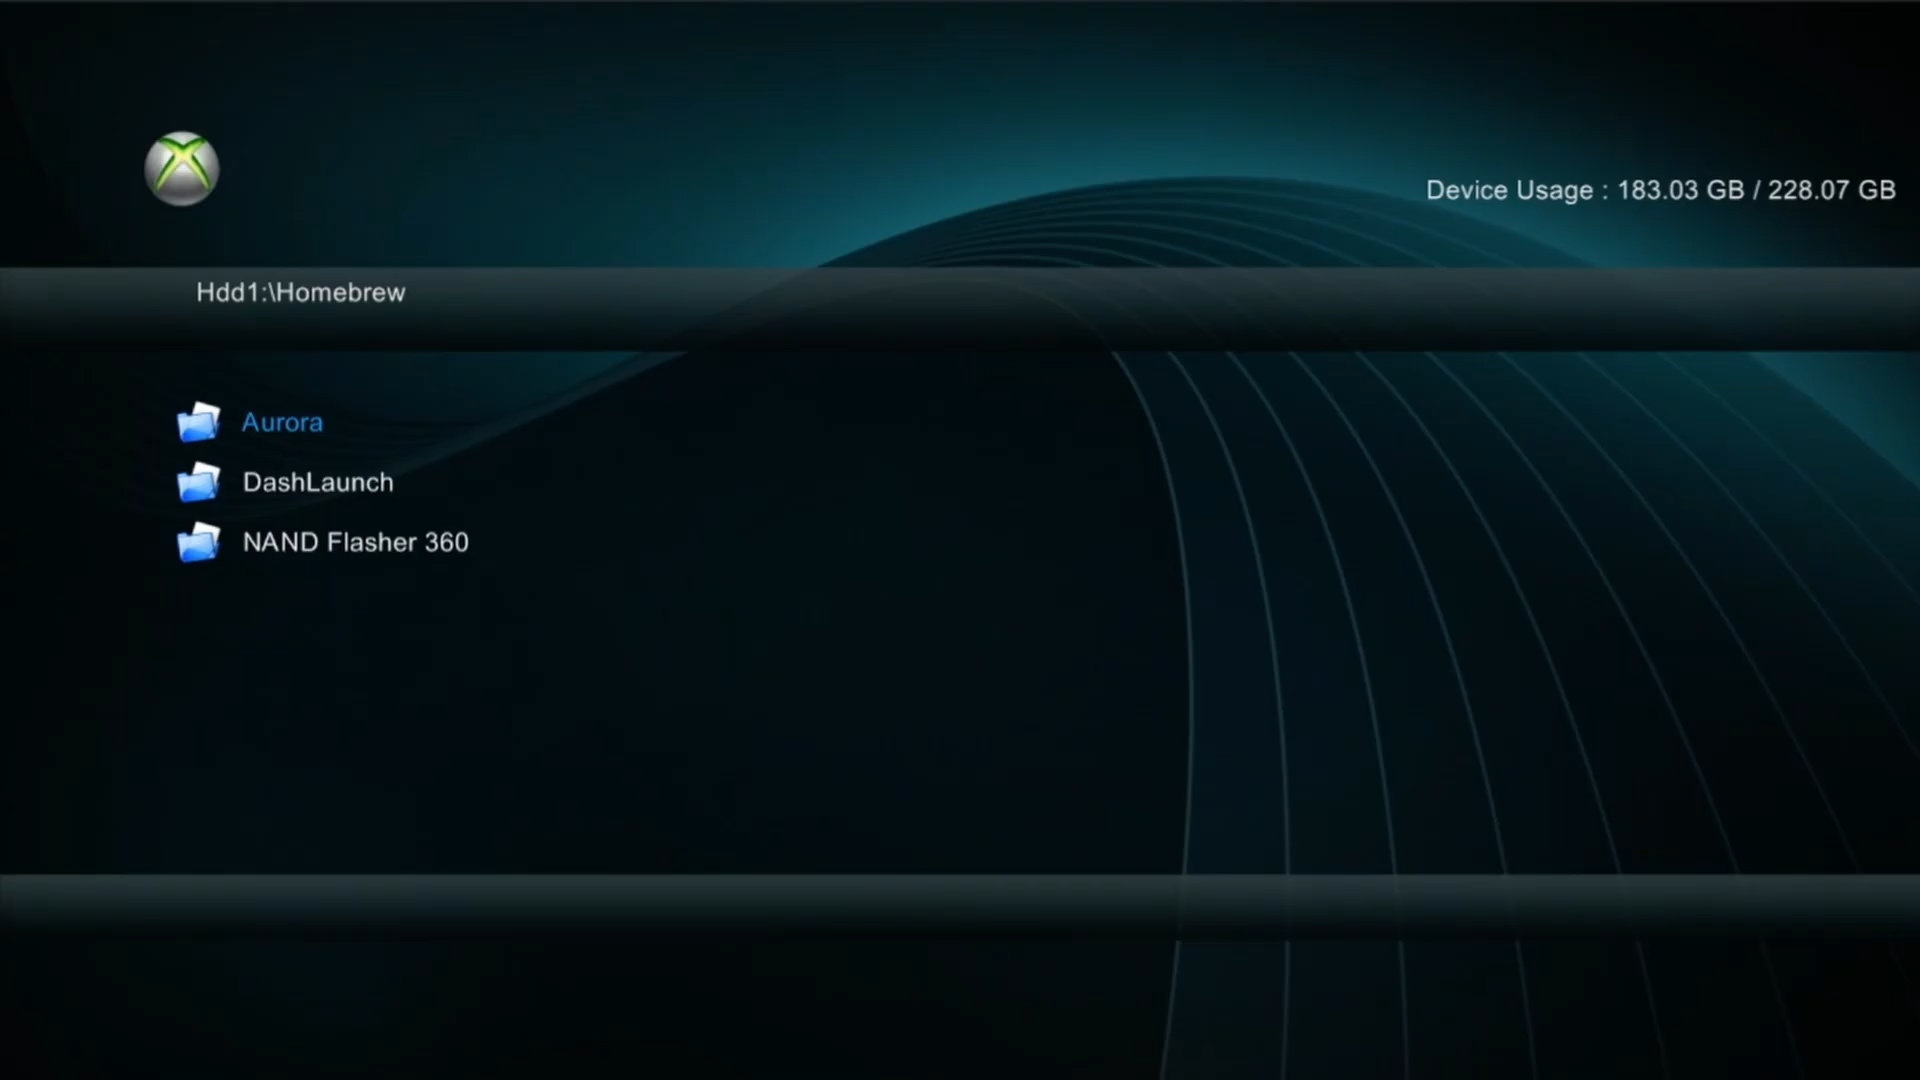 Device Usage : 183.03 GB / 228.07 GB
Hdd1:\Homebrew
Aurora
DashLaunch
NAND Flasher 360